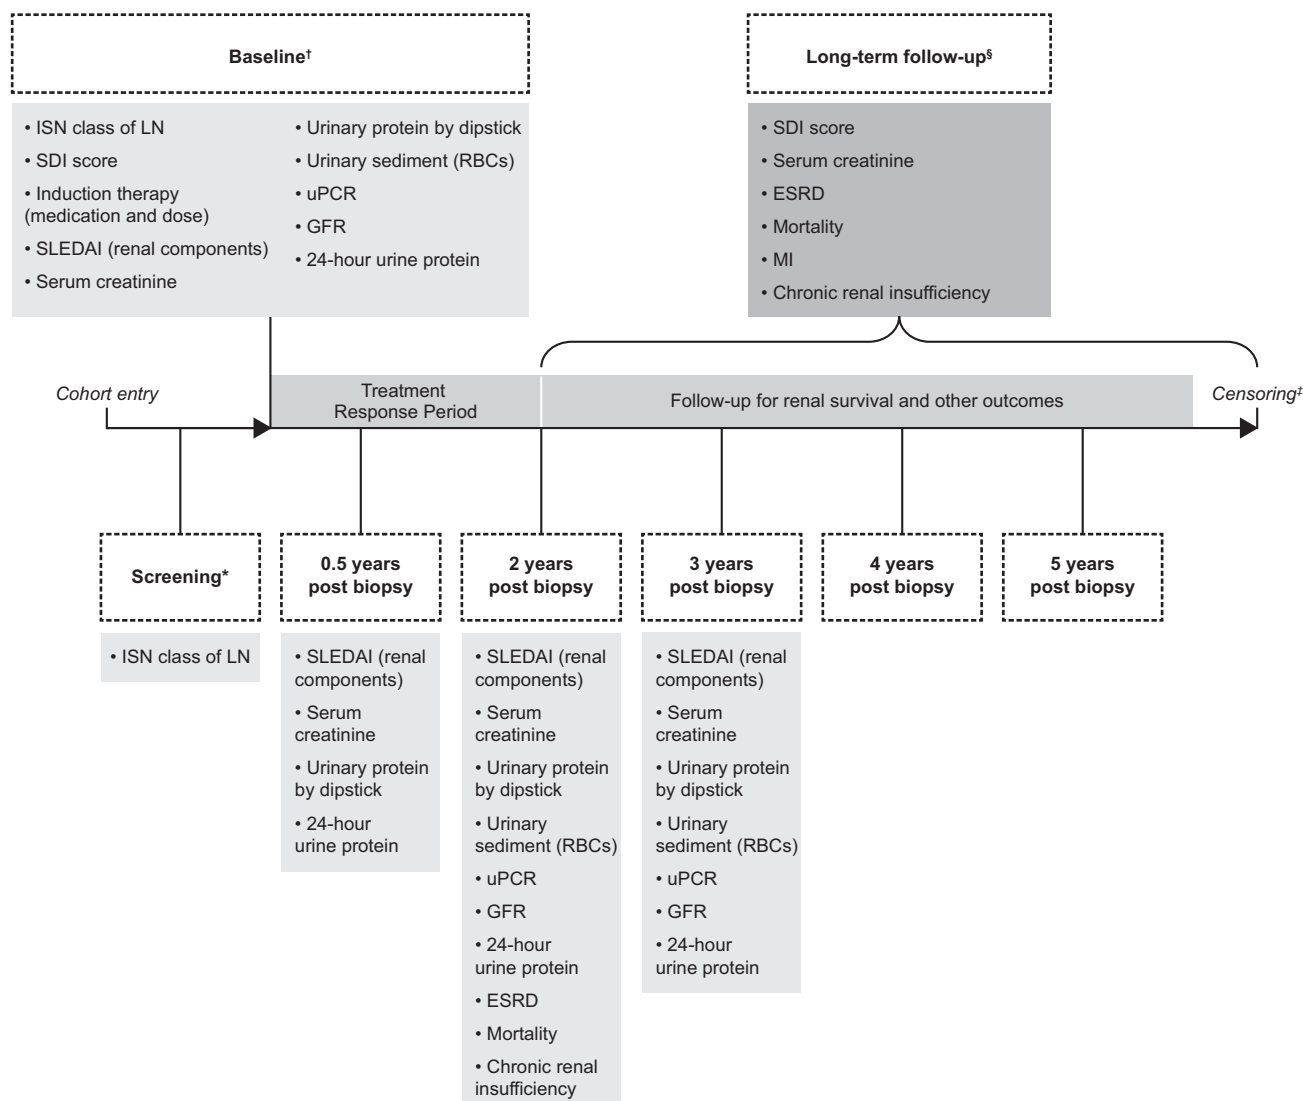 Baseline†
• ISN class of LN
• SDI score
• Induction therapy
(medication and dose)
• SLEDAI (renal components)
• Serum creatinine
• Urinary protein by dipstick
• Urinary sediment (RBCs)
• uPCR
• GFR
• 24-hour urine protein
Long-term follow-up§
• SDI score
• Serum creatinine
• ESRD
• Mortality
• MI
• Chronic renal insufficiency
Cohort entry
Treatment
Response Period
Follow-up for renal survival and other outcomes
Censoring‡
Screening*
• ISN class of LN
0.5 years
post biopsy
• SLEDAI (renal
components)
• Serum
creatinine
• Urinary protein
by dipstick
• 24-hour
urine protein
2 years
post biopsy
• SLEDAI (renal
components)
• Serum
creatinine
• Urinary protein
by dipstick
• Urinary
sediment (RBCs)
• uPCR
• GFR
• 24-hour
urine protein
• ESRD
• Mortality
• Chronic renal
insufficiency
3 years
post biopsy
• SLEDAI (renal
components)
• Serum
creatinine
• Urinary protein
by dipstick
• Urinary
sediment (RBCs)
• uPCR
• GFR
• 24-hour
urine protein
4 years
post biopsy
5 years
post biopsy